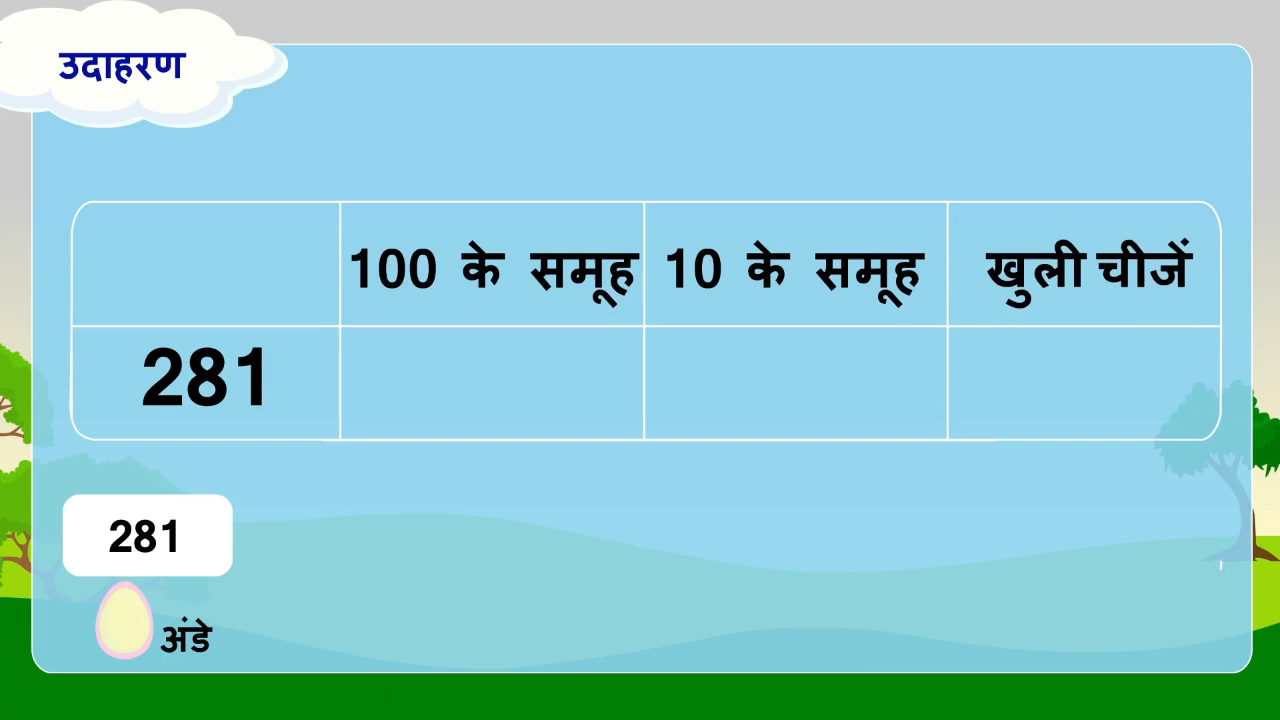 उदाहरण
100 के समूह 10 के समूह खुली चीजें
281
281
अंडे